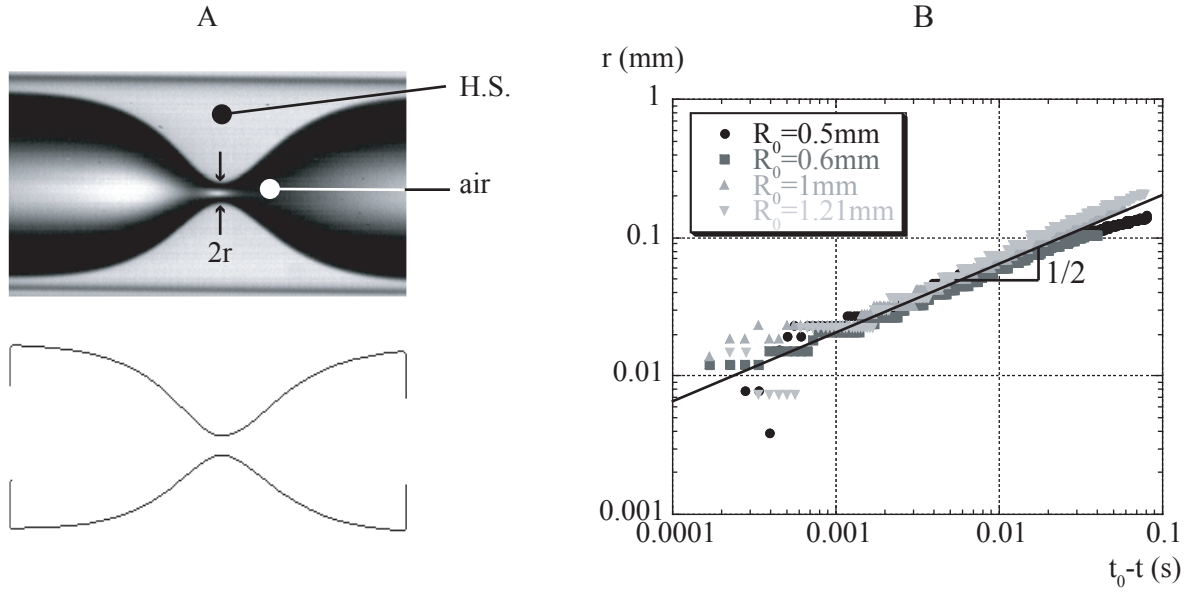 A
H.S.
air
2r
B
r (mm)
1
0.1
0.01
0.001
R₀=0.5mm
R₀=0.6mm
R₀=1mm
R₀=1.21mm
1/2
0.0001
0.001
0.01
0.1
t₀-t (s)